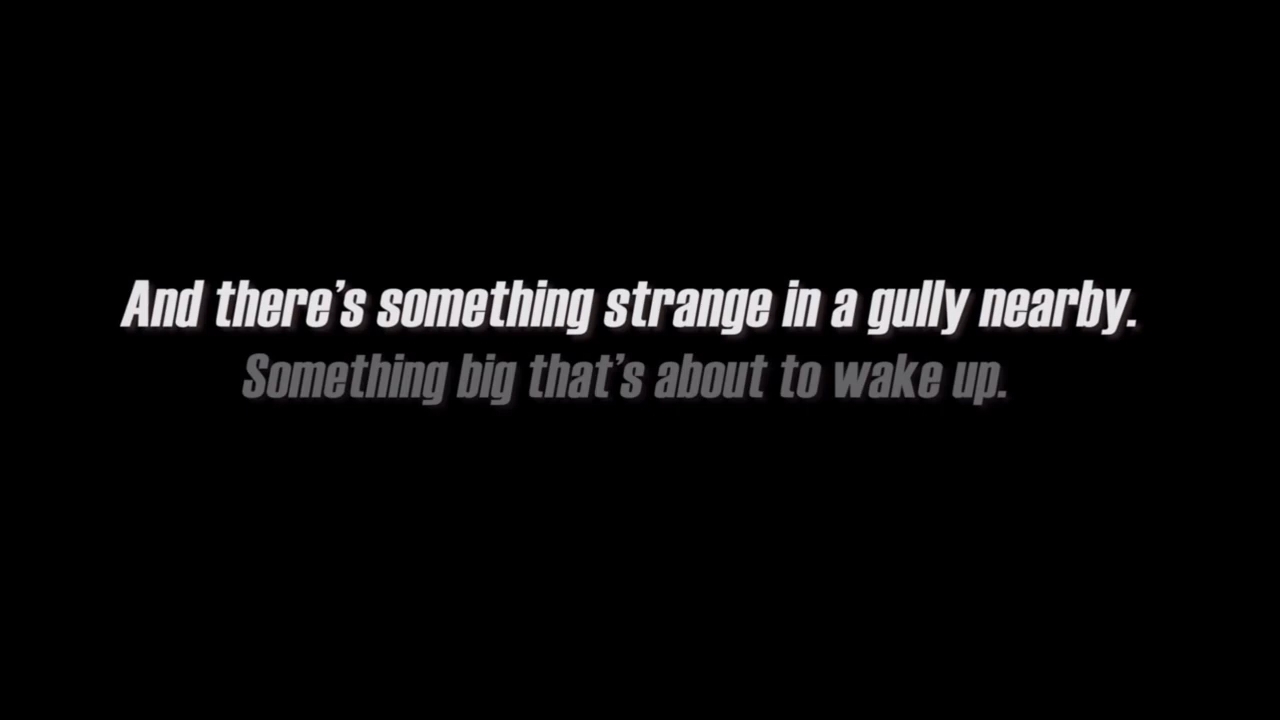 And there’s something strange in a gully nearby.
Something big that’s about to wake up.